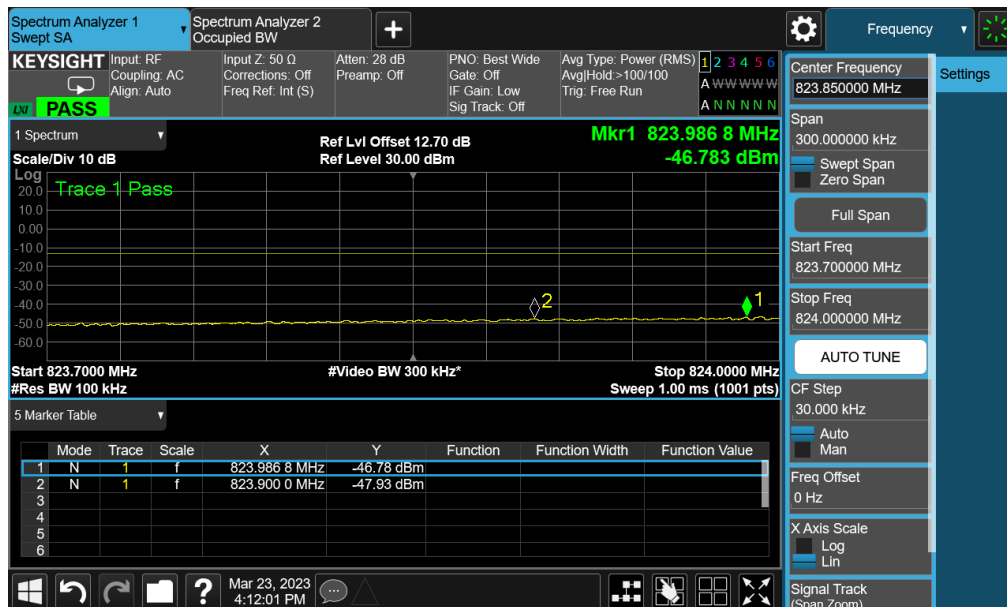 Spectrum Analyzer 1
Swept SA
Spectrum Analyzer 2
Occupied BW
Frequency
KEYSIGHT
LXI
PASS
Input: RF
Coupling: AC
Align: Auto
Input Z: 50 Ω
Corrections: Off
Freq Ref: Int (S)
Atten: 28 dB
Preamp: Off
PNO: Best Wide
Gate: Off
IF Gain: Low
Sig Track: Off
Avg Type: Power (RMS)
Avg|Hold:>100/100
Trig: Free Run
1 2 3 4 5 6
A W W W W W
A N N N N N
1 Spectrum
Scale/Div 10 dB
Ref Lvl Offset 12.70 dB
Ref Level 30.00 dBm
Mkr1 823.986 8 MHz
-46.783 dBm
Log
Trace 1 Pass
20.0
10.0
0.00
-10.0
-20.0
-30.0
-40.0
-50.0
-60.0
2
1
Start 823.7000 MHz
#Video BW 300 kHz*
Stop 824.0000 MHz
#Res BW 100 kHz
Sweep 1.00 ms (1001 pts)
5 Marker Table
Mode Trace Scale X Y Function Function Width Function Value
1 N 1 f 823.986 8 MHz -46.78 dBm
2 N 1 f 823.900 0 MHz -47.93 dBm
3
4
5
6
Mar 23, 2023
4:12:01 PM
Center Frequency
823.850000 MHz
Span
300.000000 kHz
Swept Span
Zero Span
Full Span
Start Freq
823.700000 MHz
Stop Freq
824.000000 MHz
AUTO TUNE
CF Step
30.000 kHz
Auto
Man
Freq Offset
0 Hz
X Axis Scale
Log
Lin
Signal Track
(Span Zoom)
Settings